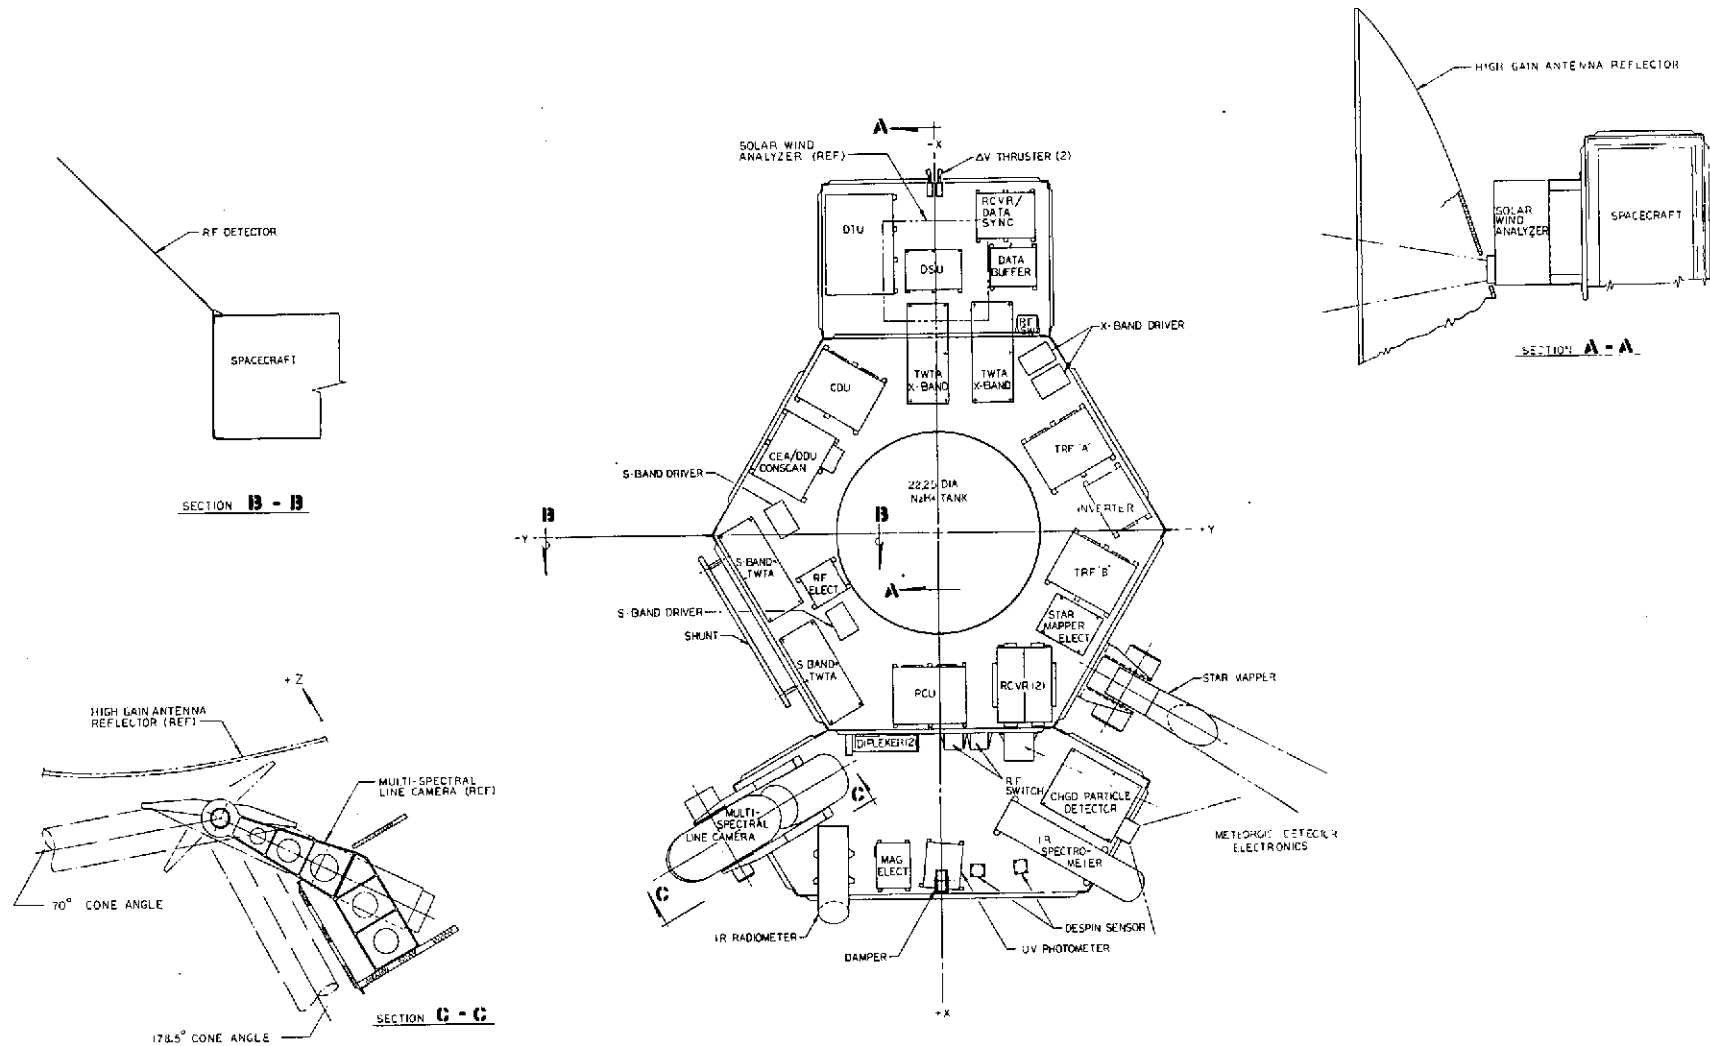 HIGH GAIN ANTENNA REFLECTOR
SOLAR
WIND
ANALYZER
SPACECRAFT
SECTION A - A
RF DETECTOR
SPACECRAFT
SECTION B - B
A
-X
SOLAR WIND
ANALYZER (REF)
ΔV THRUSTER (2)
DTU
RCVR/
DATA
SYNC
DSU
DATA
BUFFER
RF
SW
X-BAND DRIVER
TWTA
X-BAND
TWTA
X-BAND
CDU
CEA/DDU
CONSCAN
S-BAND DRIVER
TRF 'A'
INVERTER
22.25 DIA
N2H4 TANK
B
B
-Y
+Y
A
S-BAND
TWTA
RF
ELECT
TRF 'B'
STAR
MAPPER
ELECT
S-BAND DRIVER
SHUNT
S BAND
TWTA
PCU
RCVR (2)
STAR MAPPER
DIPLEXER (2)
R.F.
SWITCH
CHGD PARTICLE
DETECTOR
METEOROID DETECTOR
ELECTRONICS
C
MULTI-
SPECTRAL
LINE CAMERA
MAG
ELECT
I.R.
SPECTRO-
METER
C
IR RADIOMETER
DAMPER
DESPIN SENSOR
UV PHOTOMETER
+X
+Z
HIGH GAIN ANTENNA
REFLECTOR (REF)
MULTI-SPECTRAL
LINE CAMERA (REF)
70° CONE ANGLE
SECTION C - C
178.5° CONE ANGLE